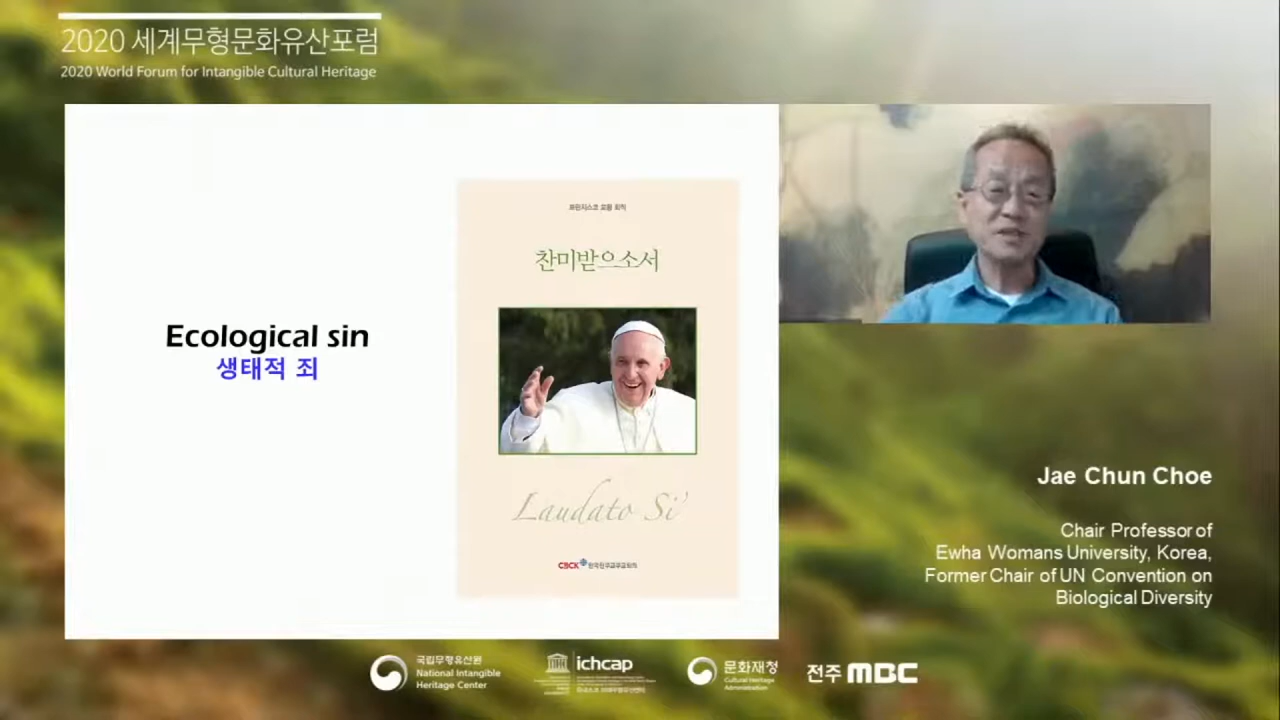 2020 세계무형문화유산포럼
2020 World Forum for Intangible Cultural Heritage
Ecological sin
생태적 죄
프란치스코 교황 회칙
찬미받으소서
Laudato Si'
CBCK 한국천주교주교회의
Jae Chun Choe
Chair Professor of
Ewha Womans University, Korea,
Former Chair of UN Convention on
Biological Diversity
국립무형유산원
National Intangible
Heritage Center
ichcap
문화재청
Cultural Heritage
Administration
전주 MBC